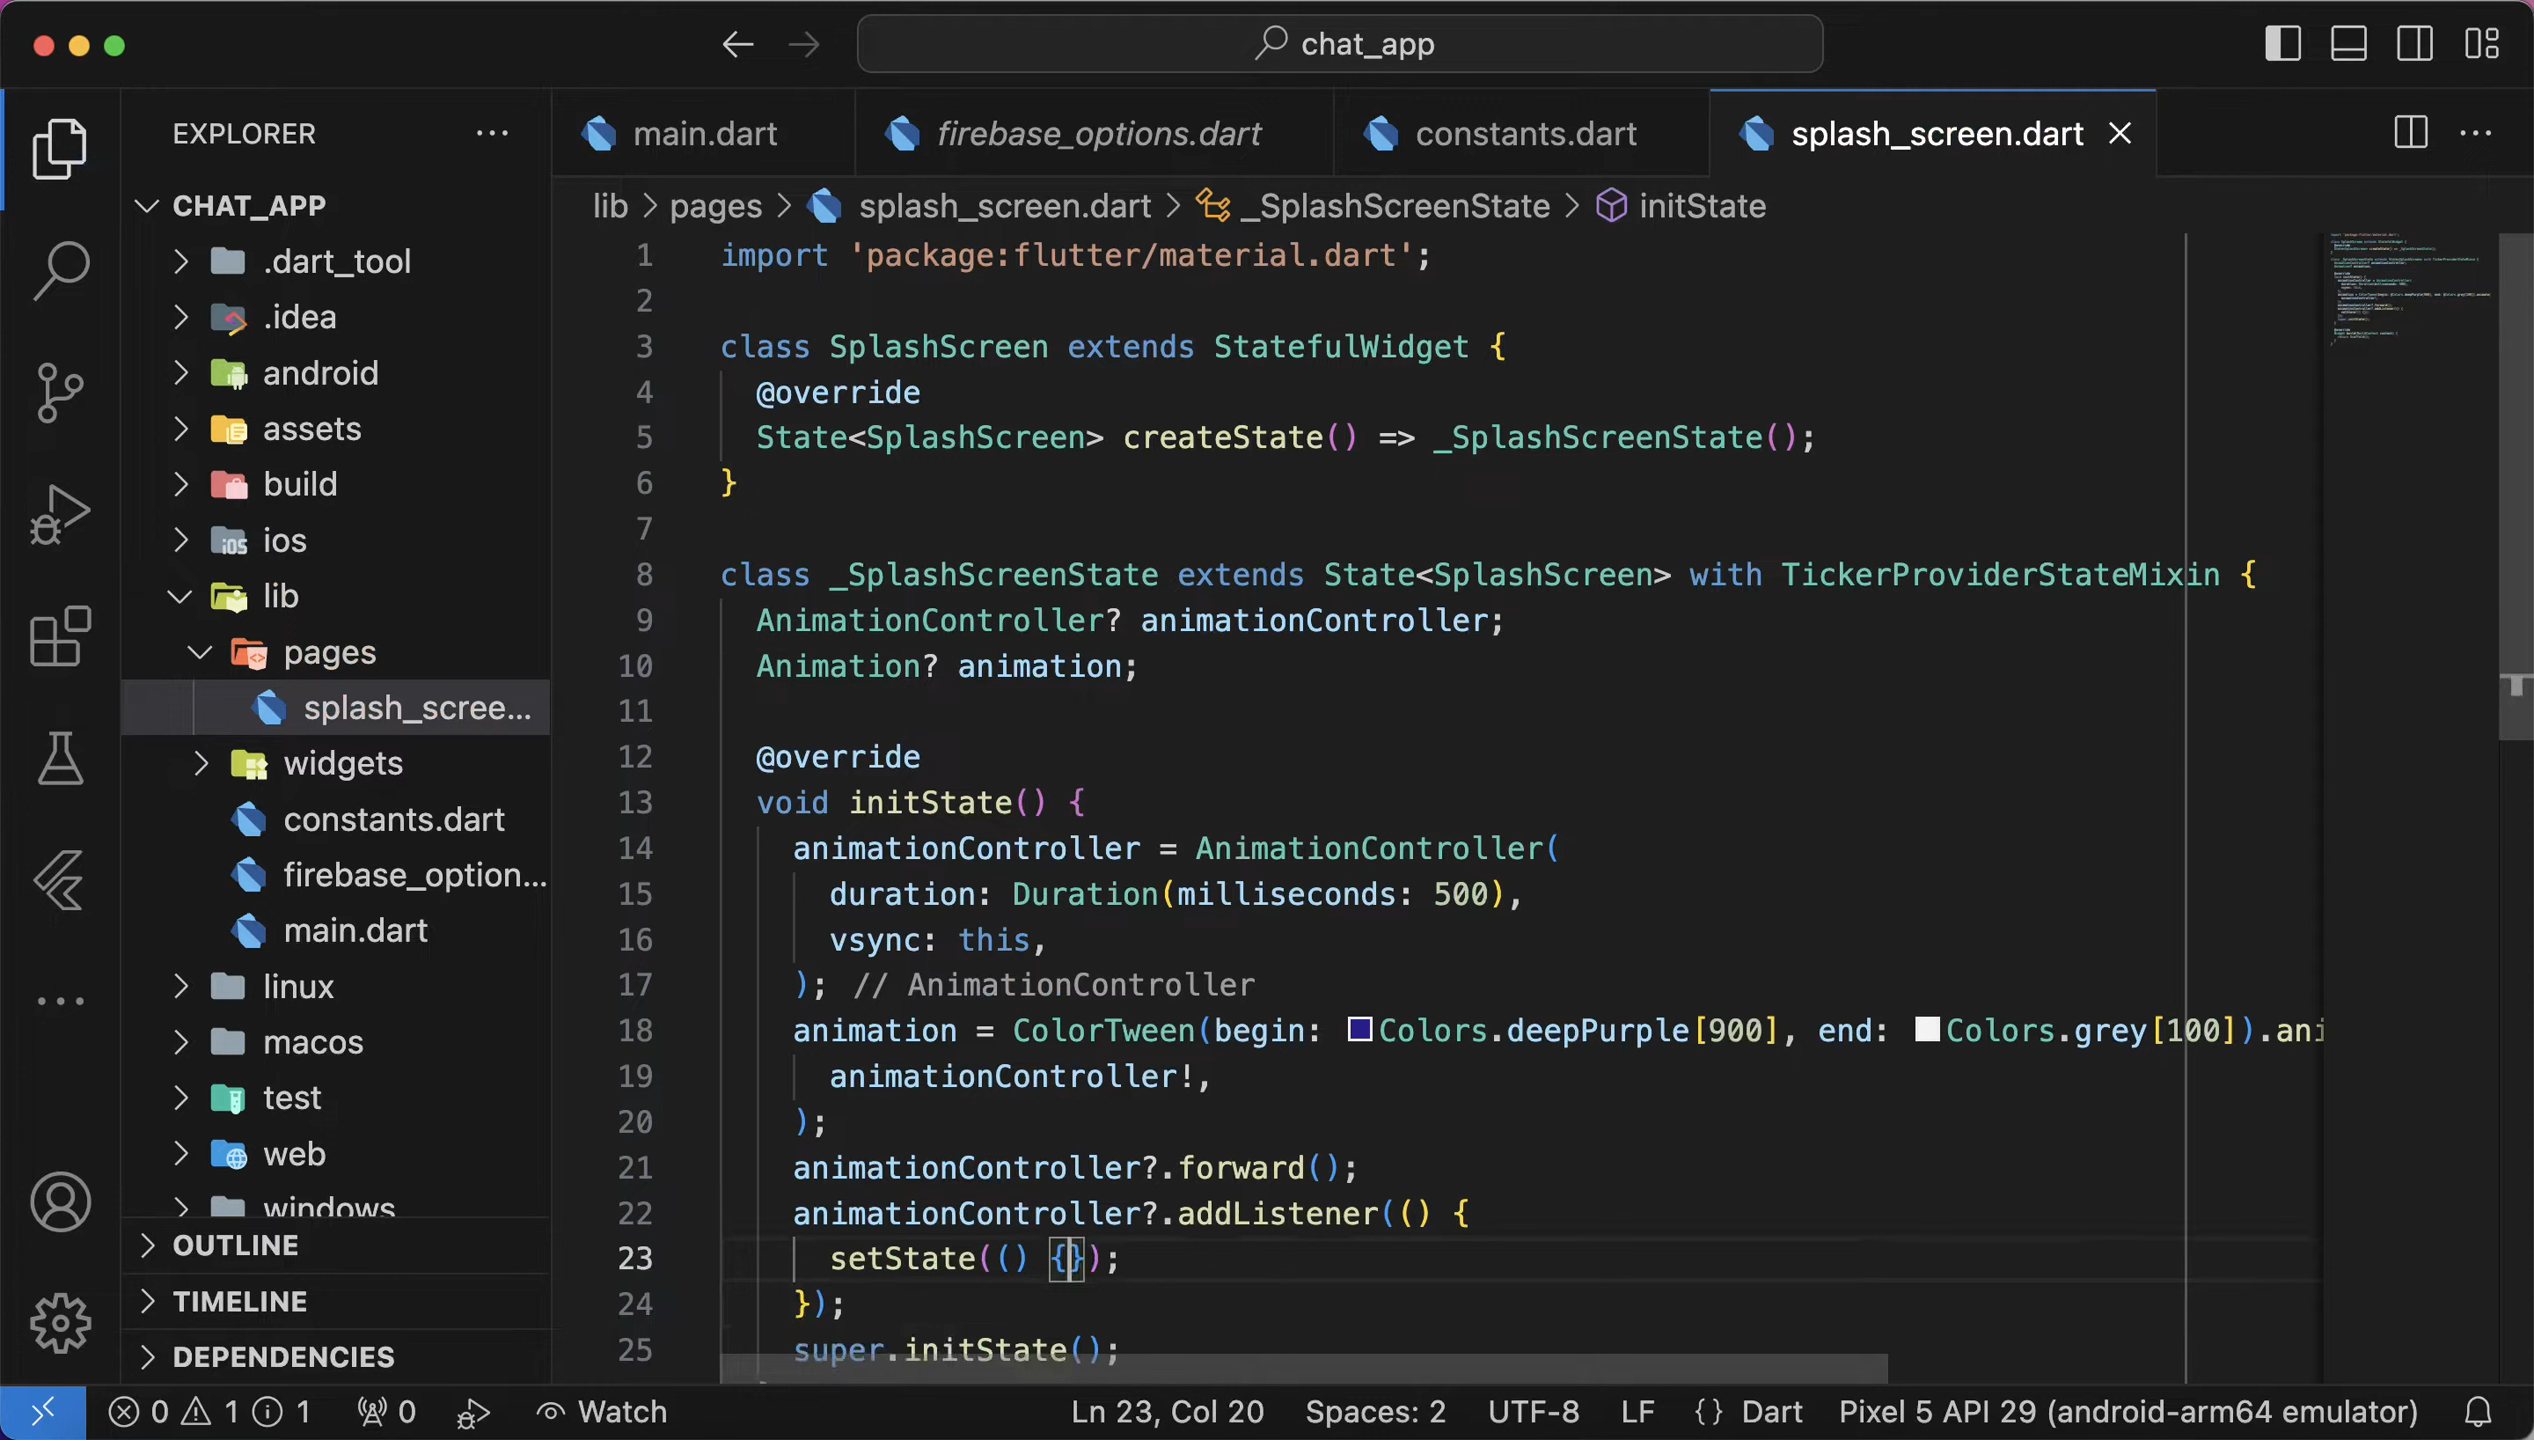 chat_app
EXPLORER
CHAT_APP
.dart_tool
.idea
android
assets
build
ios
lib
pages
splash_scree...
widgets
constants.dart
firebase_option...
main.dart
linux
macos
test
web
windows
OUTLINE
TIMELINE
DEPENDENCIES
main.dart
firebase_options.dart
constants.dart
splash_screen.dart
lib > pages > splash_screen.dart > _SplashScreenState > initState
1 import 'package:flutter/material.dart';
2
3 class SplashScreen extends StatefulWidget {
4 @override
5 State<SplashScreen> createState() => _SplashScreenState();
6 }
7
8 class _SplashScreenState extends State<SplashScreen> with TickerProviderStateMixin {
9 AnimationController? animationController;
10 Animation? animation;
11
12 @override
13 void initState() {
14 animationController = AnimationController(
15 duration: Duration(milliseconds: 500),
16 vsync: this,
17 ); // AnimationController
18 animation = ColorTween(begin: Colors.deepPurple[900], end: Colors.grey[100]).ani
19 animationController!,
20 );
21 animationController?.forward();
22 animationController?.addListener(() {
23 setState(() {});
24 });
25 super.initState();
0 1 1 0 Watch Ln 23, Col 20 Spaces: 2 UTF-8 LF {} Dart Pixel 5 API 29 (android-arm64 emulator)